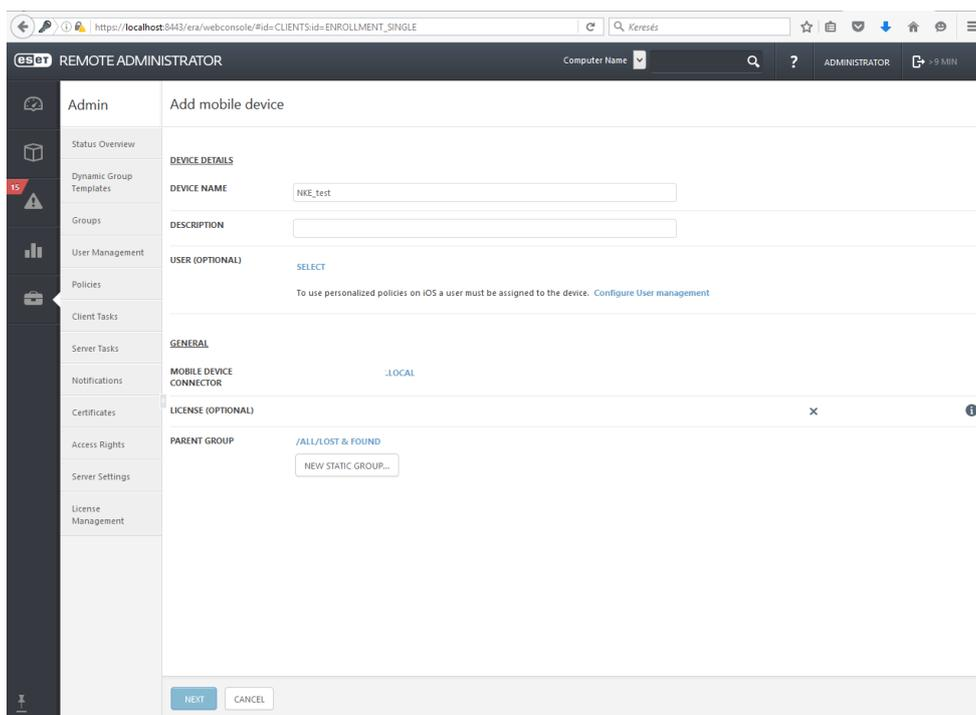 https://localhost:8443/era/webconsole/#id=CLIENTS:id=ENROLLMENT_SINGLE
Keresés
eset REMOTE ADMINISTRATOR
Computer Name
?
ADMINISTRATOR
>9 MIN
Admin
Add mobile device
Status Overview
Dynamic Group
Templates
15
Groups
User Management
Policies
Client Tasks
Server Tasks
Notifications
Certificates
Access Rights
Server Settings
License
Management
DEVICE DETAILS
DEVICE NAME
NKE_test
DESCRIPTION
USER (OPTIONAL)
SELECT
To use personalized policies on iOS a user must be assigned to the device. Configure User management
GENERAL
MOBILE DEVICE
CONNECTOR
.LOCAL
LICENSE (OPTIONAL)
PARENT GROUP
/ALL/LOST & FOUND
NEW STATIC GROUP...
NEXT
CANCEL